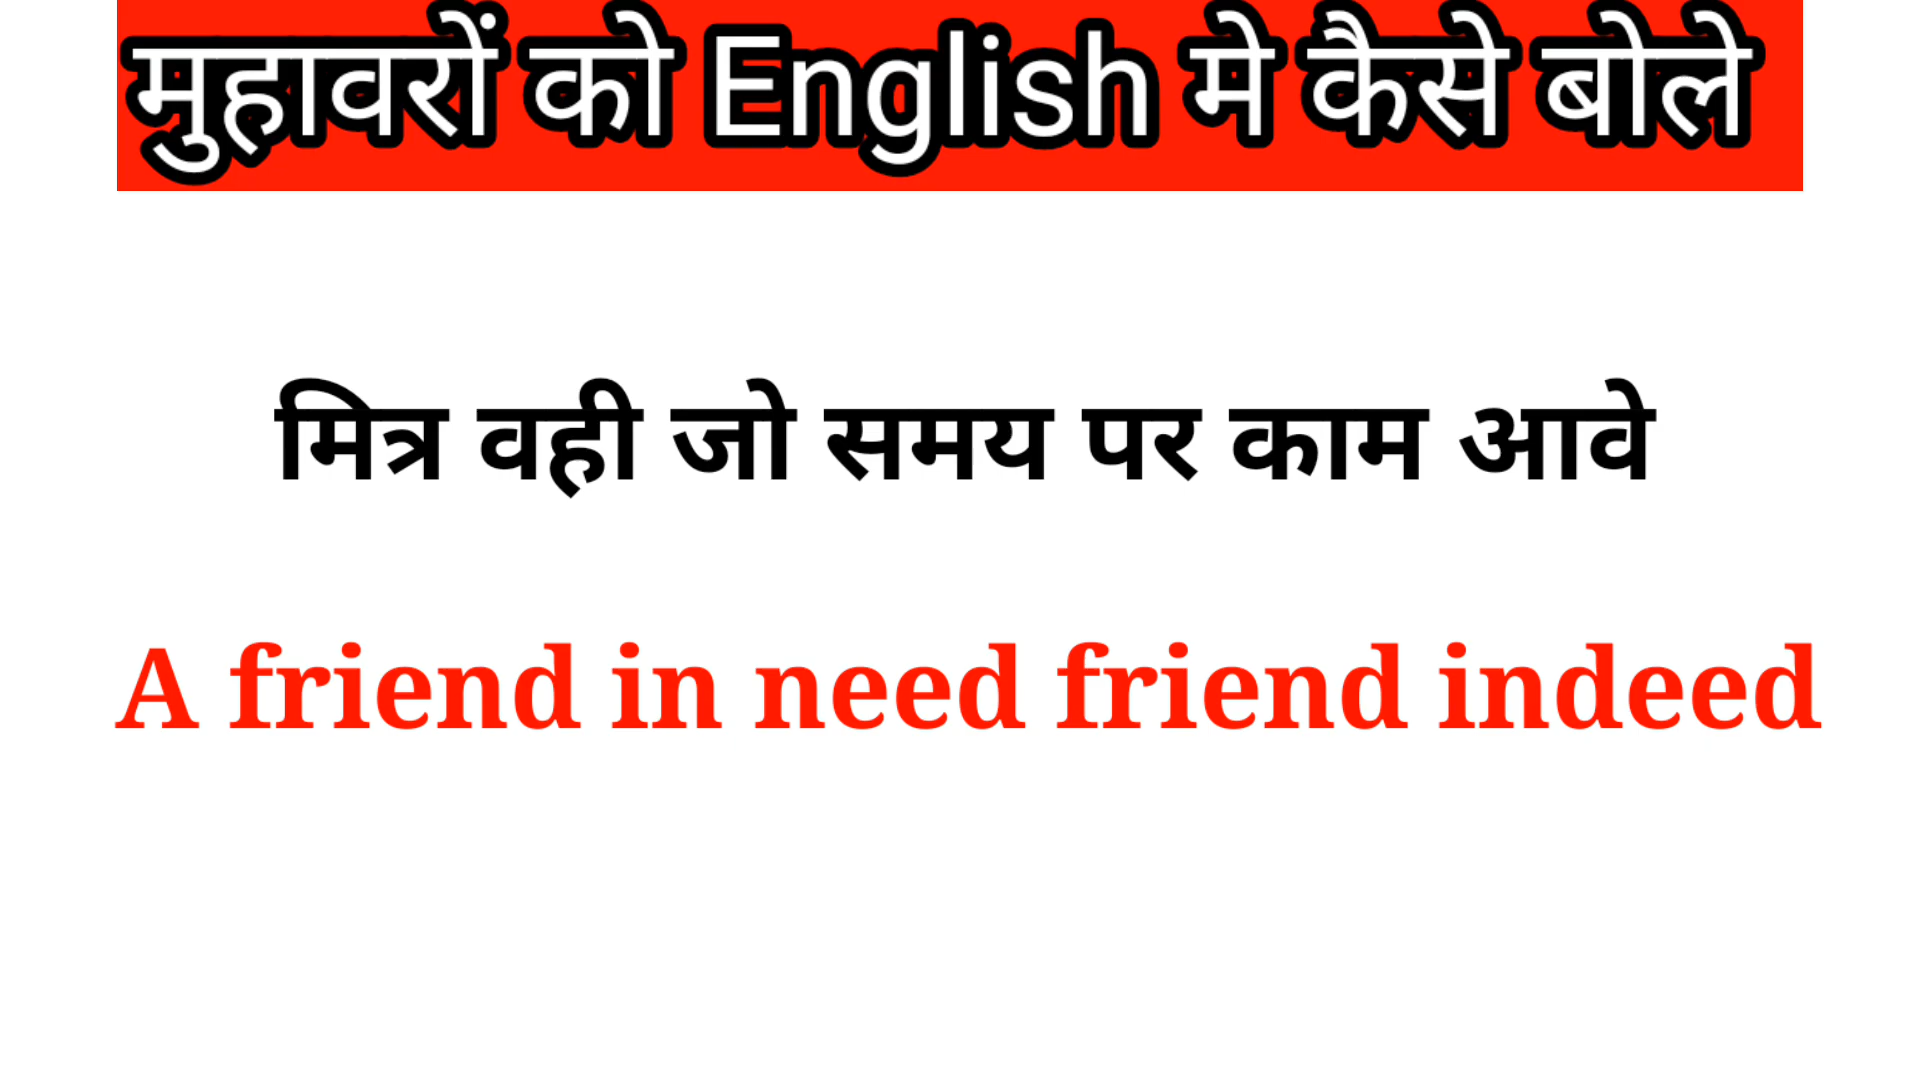 मुहावरों को English मे कैसे बोले
मित्र वही जो समय पर काम आवे
A friend in need friend indeed